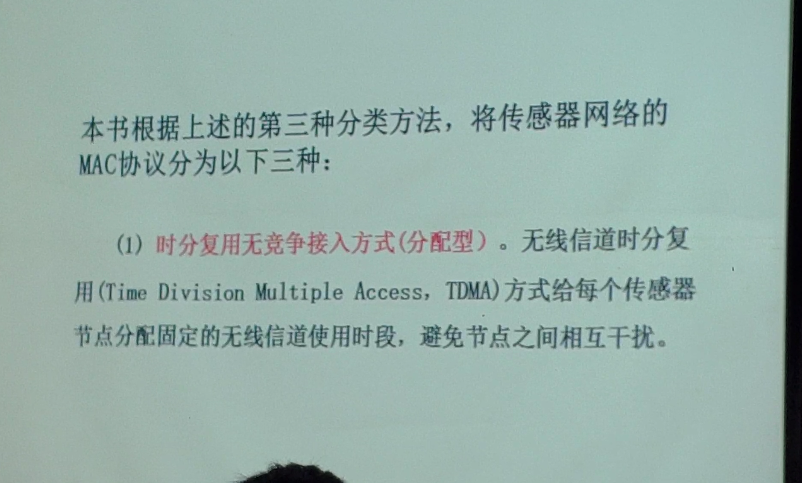 本书根据上述的第三种分类方法，将传感器网络的
MAC协议分为以下三种：
(1) 时分复用无竞争接入方式(分配型）。无线信道时分复
用(Time Division Multiple Access，TDMA)方式给每个传感器
节点分配固定的无线信道使用时段，避免节点之间相互干扰。